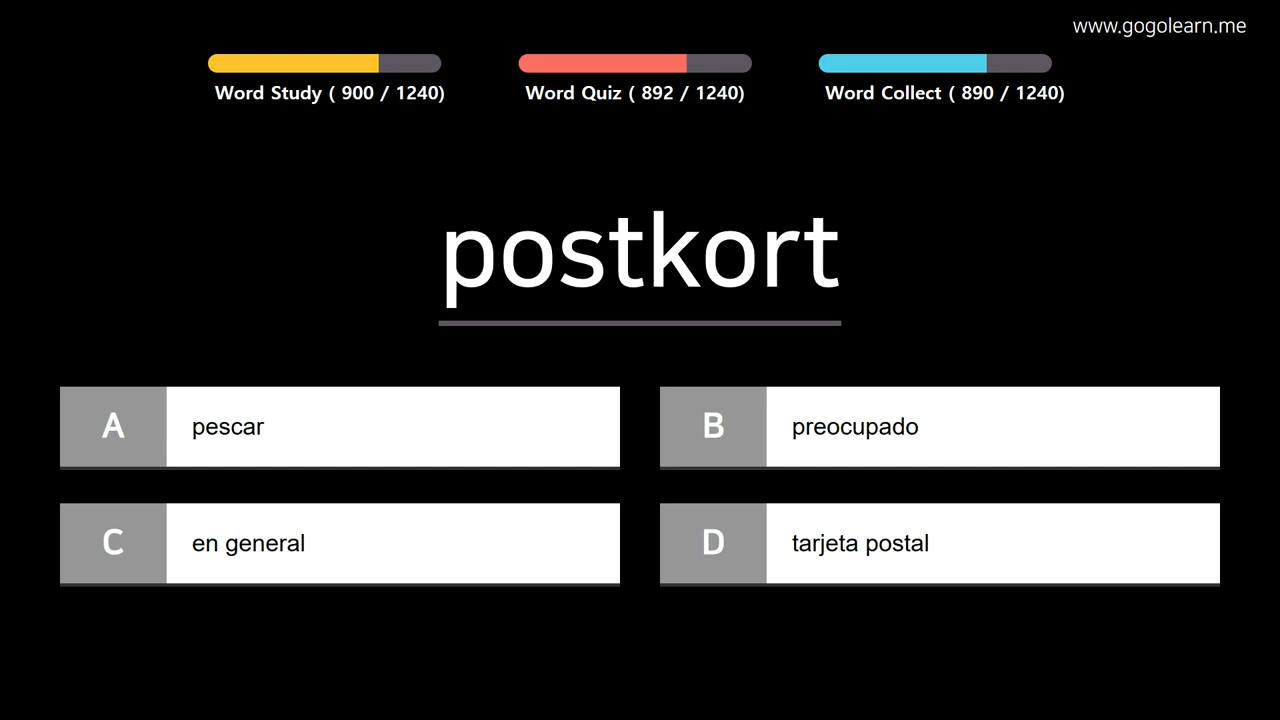 www.gogolearn.me
Word Study ( 900 / 1240)
Word Quiz ( 892 / 1240)
Word Collect ( 890 / 1240)
postkort
A
pescar
B
preocupado
C
en general
D
tarjeta postal